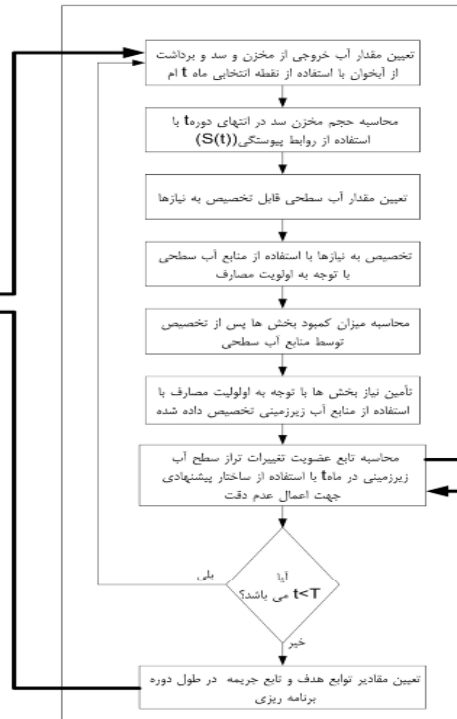 تعیین مقدار آب خروجی از مخزن و سد و برداشت
از آبخوان با استفاده از نقطه انتخابی ماه t ام
محاسبه حجم مخزن سد در انتهای دوره t با
استفاده از روابط پیوستگی (S(t))
تعیین مقدار آب سطحی قابل تخصیص به نیازها
تخصیص به نیازها با استفاده از منابع آب سطحی
با توجه به اولویت مصارف
محاسبه میزان کمبود بخش ها پس از تخصیص
توسط منابع آب سطحی
تأمین نیاز بخش ها با توجه به اولولیت مصارف با
استفاده از منابع آب زیرزمینی تخصیص داده شده
محاسبه تابع عضویت تغییرات تراز سطح آب
زیرزمینی در ماه t با استفاده از ساختار پیشنهادی
جهت اعمال عدم دقت
آیا
t<T می باشد؟
بلی
خیر
تعیین مقادیر توابع هدف و تابع جریمه در طول دوره
برنامه ریزی